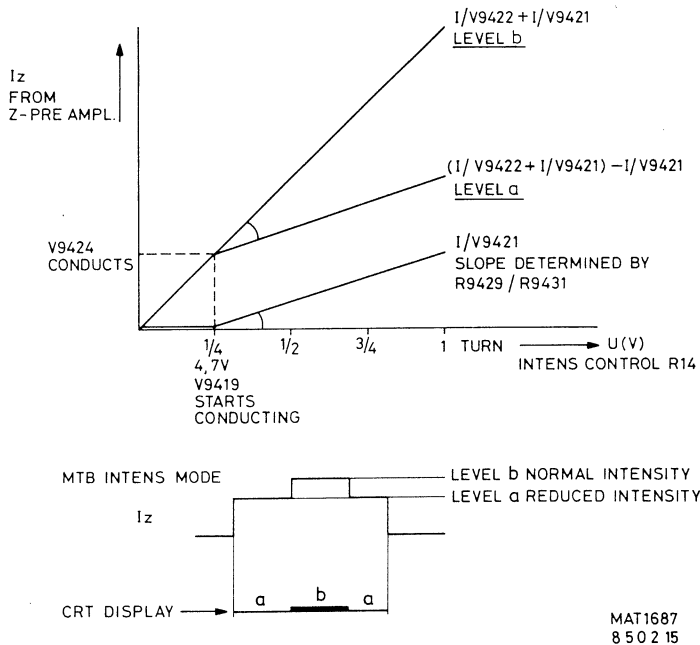 I/V9422 + I/V9421
LEVEL b
Iz
FROM
Z-PRE AMPL.
(I/V9422 + I/V9421) – I/V9421
LEVEL a
V9424
CONDUCTS
I/V9421
SLOPE DETERMINED BY
R9429 / R9431
1/4
1/2
3/4
1
TURN
U(V)
INTENS CONTROL R14
4,7V
V9419
STARTS
CONDUCTING
MTB INTENS MODE
LEVEL b NORMAL INTENSITY
LEVEL a REDUCED INTENSITY
Iz
CRT DISPLAY
a
b
a
MAT1687
850215